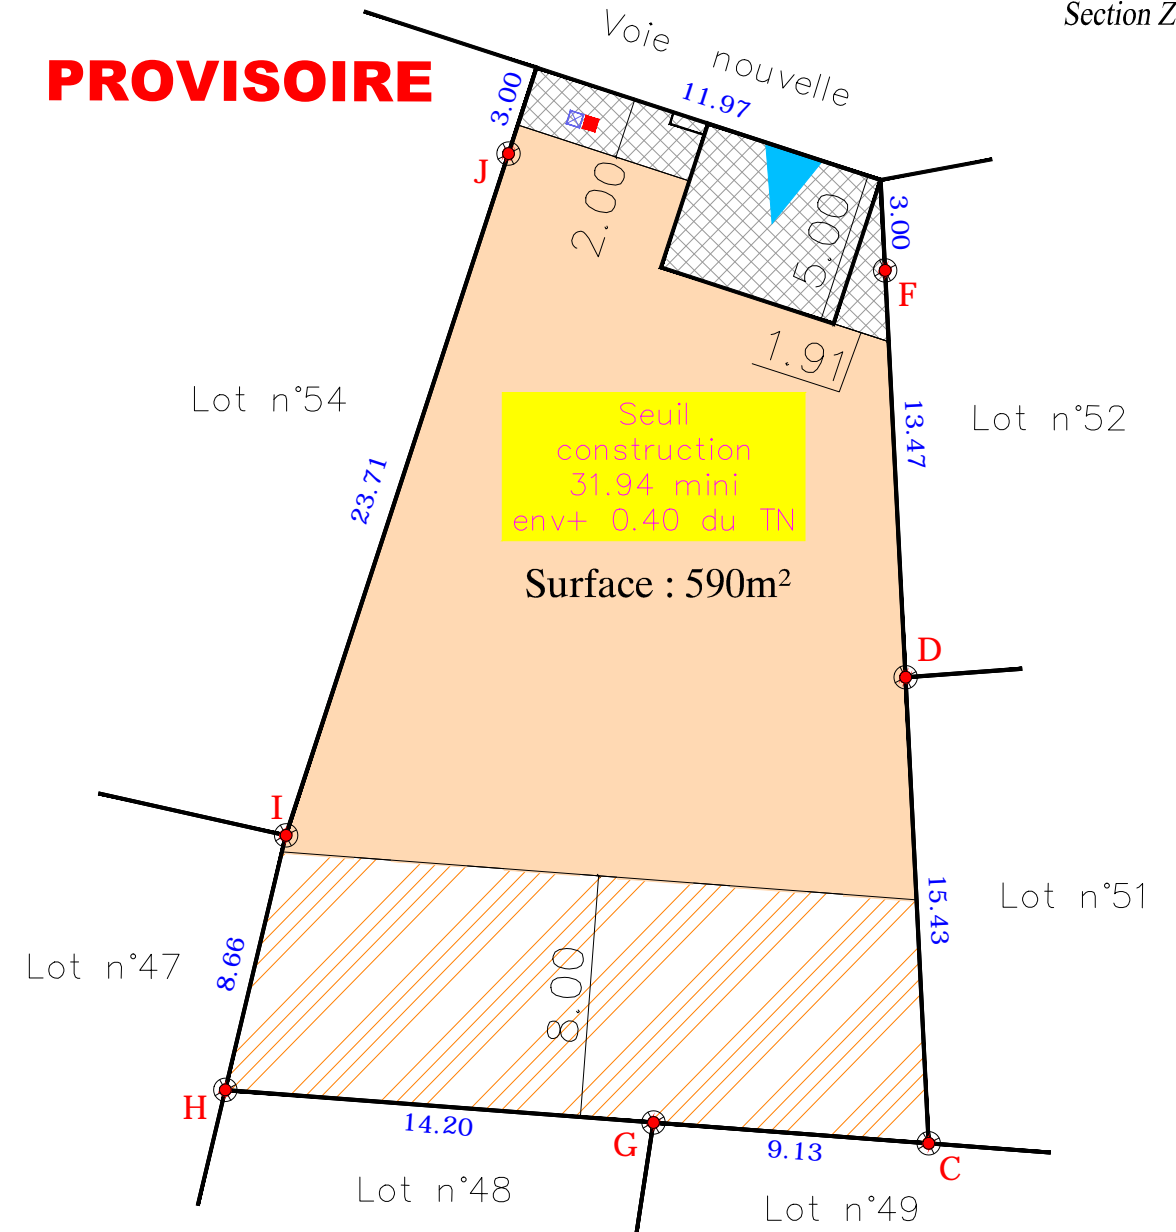 Section Z
PROVISOIRE
Voie nouvelle
11.97
3.00
J
2.00
5.00
3.00
F
1.91
Lot n°54
Lot n°52
13.47
Seuil
construction
31.94 mini
env+ 0.40 du TN
23.71
Surface : 590m²
D
I
15.43
Lot n°51
Lot n°47
8.66
8.00
H
14.20
G
9.13
C
Lot n°48
Lot n°49